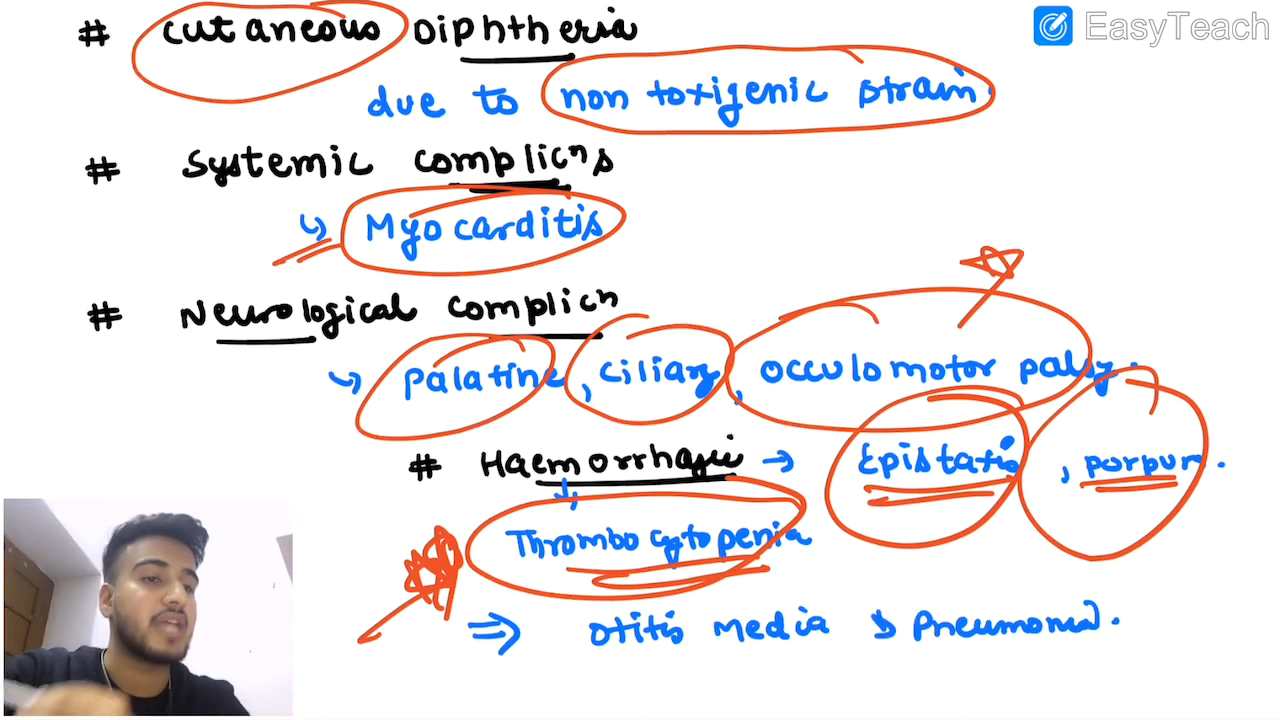 EasyTeach
# Cutaneous Diphtheria
due to non toxigenic strain.
# Systemic complicns
↳ Myocarditis
# Neurological complicn
↳ Palatine, ciliary, occulomotor palsy.
# Haemorrhagic → Epistatis, purpura.
↓
Thrombocytopenia
⇒ Otitis Media & Pneumonia.